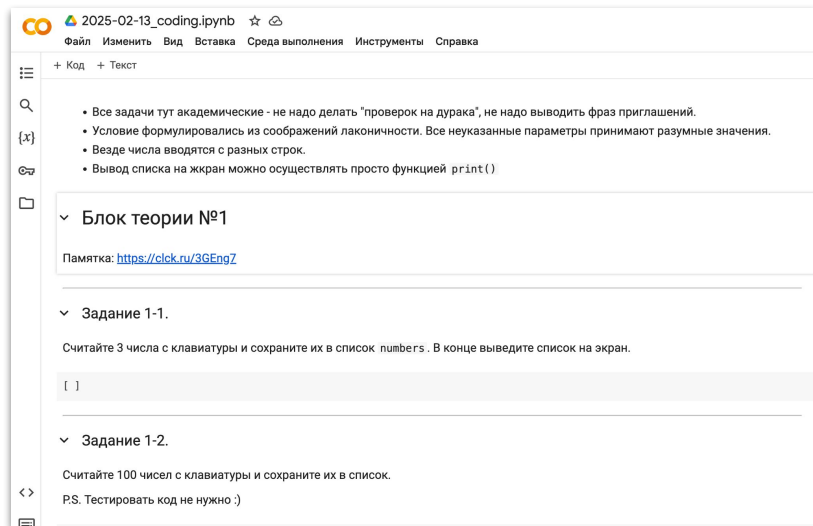 2025-02-13_coding.ipynb
Файл Изменить Вид Вставка Среда выполнения Инструменты Справка
+ Код + Текст
{x}
• Все задачи тут академические - не надо делать "проверок на дурака", не надо выводить фраз приглашений.
• Условие формулировались из соображений лаконичности. Все неуказанные параметры принимают разумные значения.
• Везде числа вводятся с разных строк.
• Вывод списка на жкран можно осуществлять просто функцией print()
Блок теории №1
Памятка: https://clck.ru/3GEng7
Задание 1-1.
Считайте 3 числа с клавиатуры и сохраните их в список numbers. В конце выведите список на экран.
[ ]
Задание 1-2.
Считайте 100 чисел с клавиатуры и сохраните их в список.
P.S. Тестировать код не нужно :)